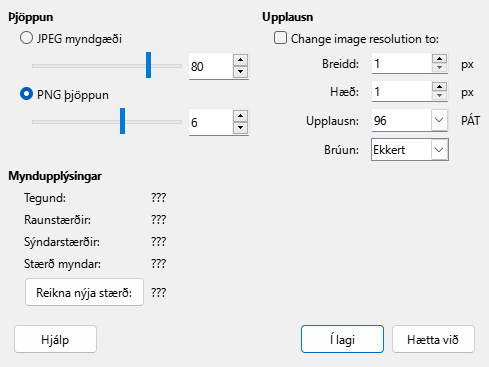 Þjöppun
JPEG myndgæði
80
PNG þjöppun
6
Upplausn
Change image resolution to:
Breidd: 1 px
Hæð: 1 px
Upplausn: 96 PÁT
Brúun: Ekkert
Myndupplýsingar
Tegund: ???
Raunstærðir: ???
Sýndarstærðir: ???
Stærð myndar: ???
Reikna nýja stærð: ???
Hjálp
Í lagi
Hætta við